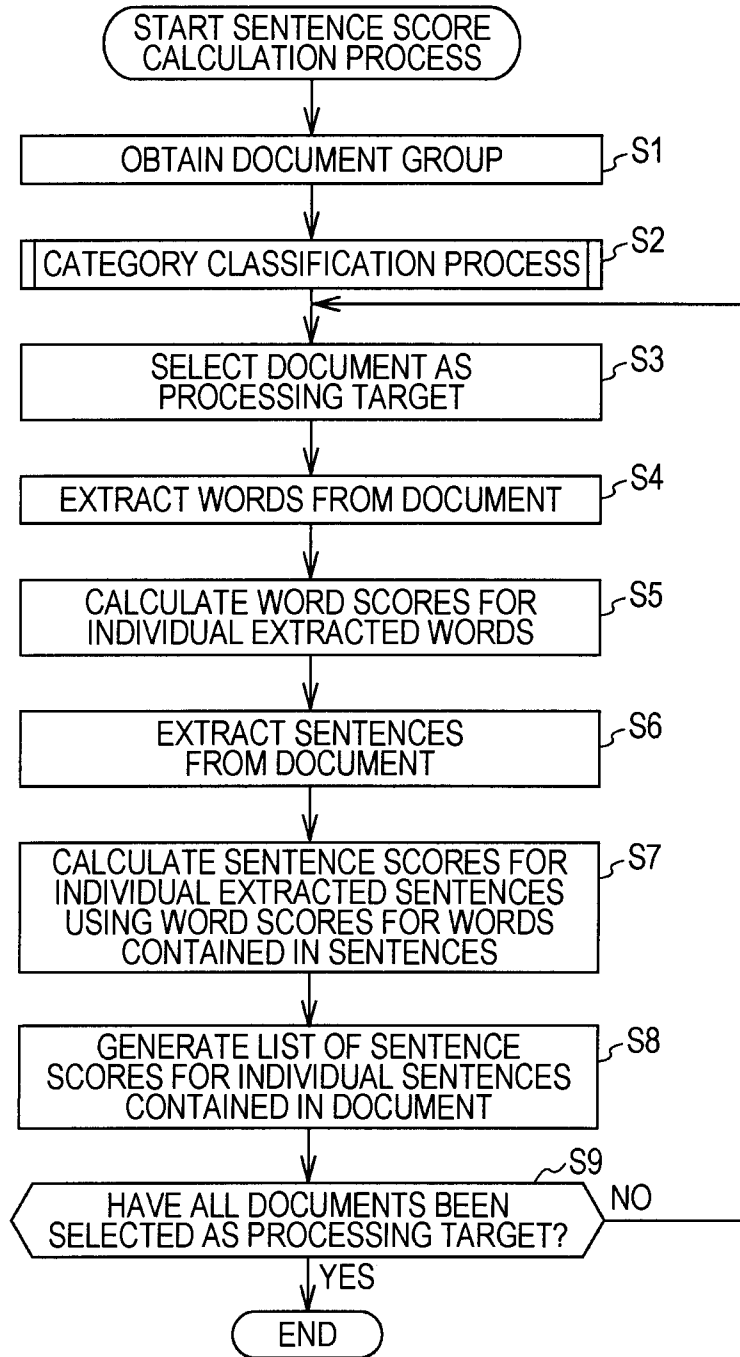 START SENTENCE SCORE
CALCULATION PROCESS
OBTAIN DOCUMENT GROUP
S1
CATEGORY CLASSIFICATION PROCESS
S2
SELECT DOCUMENT AS
PROCESSING TARGET
S3
EXTRACT WORDS FROM DOCUMENT
S4
CALCULATE WORD SCORES FOR
INDIVIDUAL EXTRACTED WORDS
S5
EXTRACT SENTENCES
FROM DOCUMENT
S6
CALCULATE SENTENCE SCORES FOR
INDIVIDUAL EXTRACTED SENTENCES
USING WORD SCORES FOR WORDS
CONTAINED IN SENTENCES
S7
GENERATE LIST OF SENTENCE
SCORES FOR INDIVIDUAL SENTENCES
CONTAINED IN DOCUMENT
S8
S9
HAVE ALL DOCUMENTS BEEN
SELECTED AS PROCESSING TARGET?
NO
YES
END